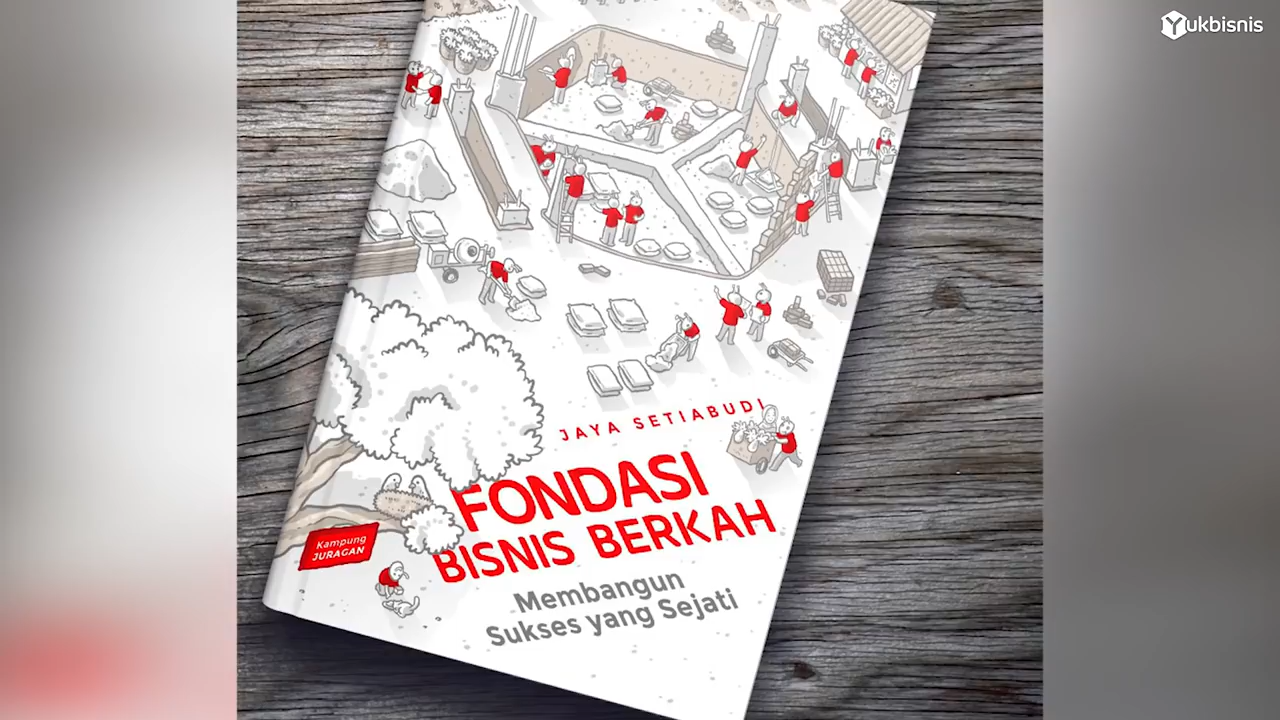 Yukbisnis
JAYA SETIABUDI
FONDASI
BISNIS BERKAH
Membangun
Sukses yang Sejati
Kampung
JURAGAN